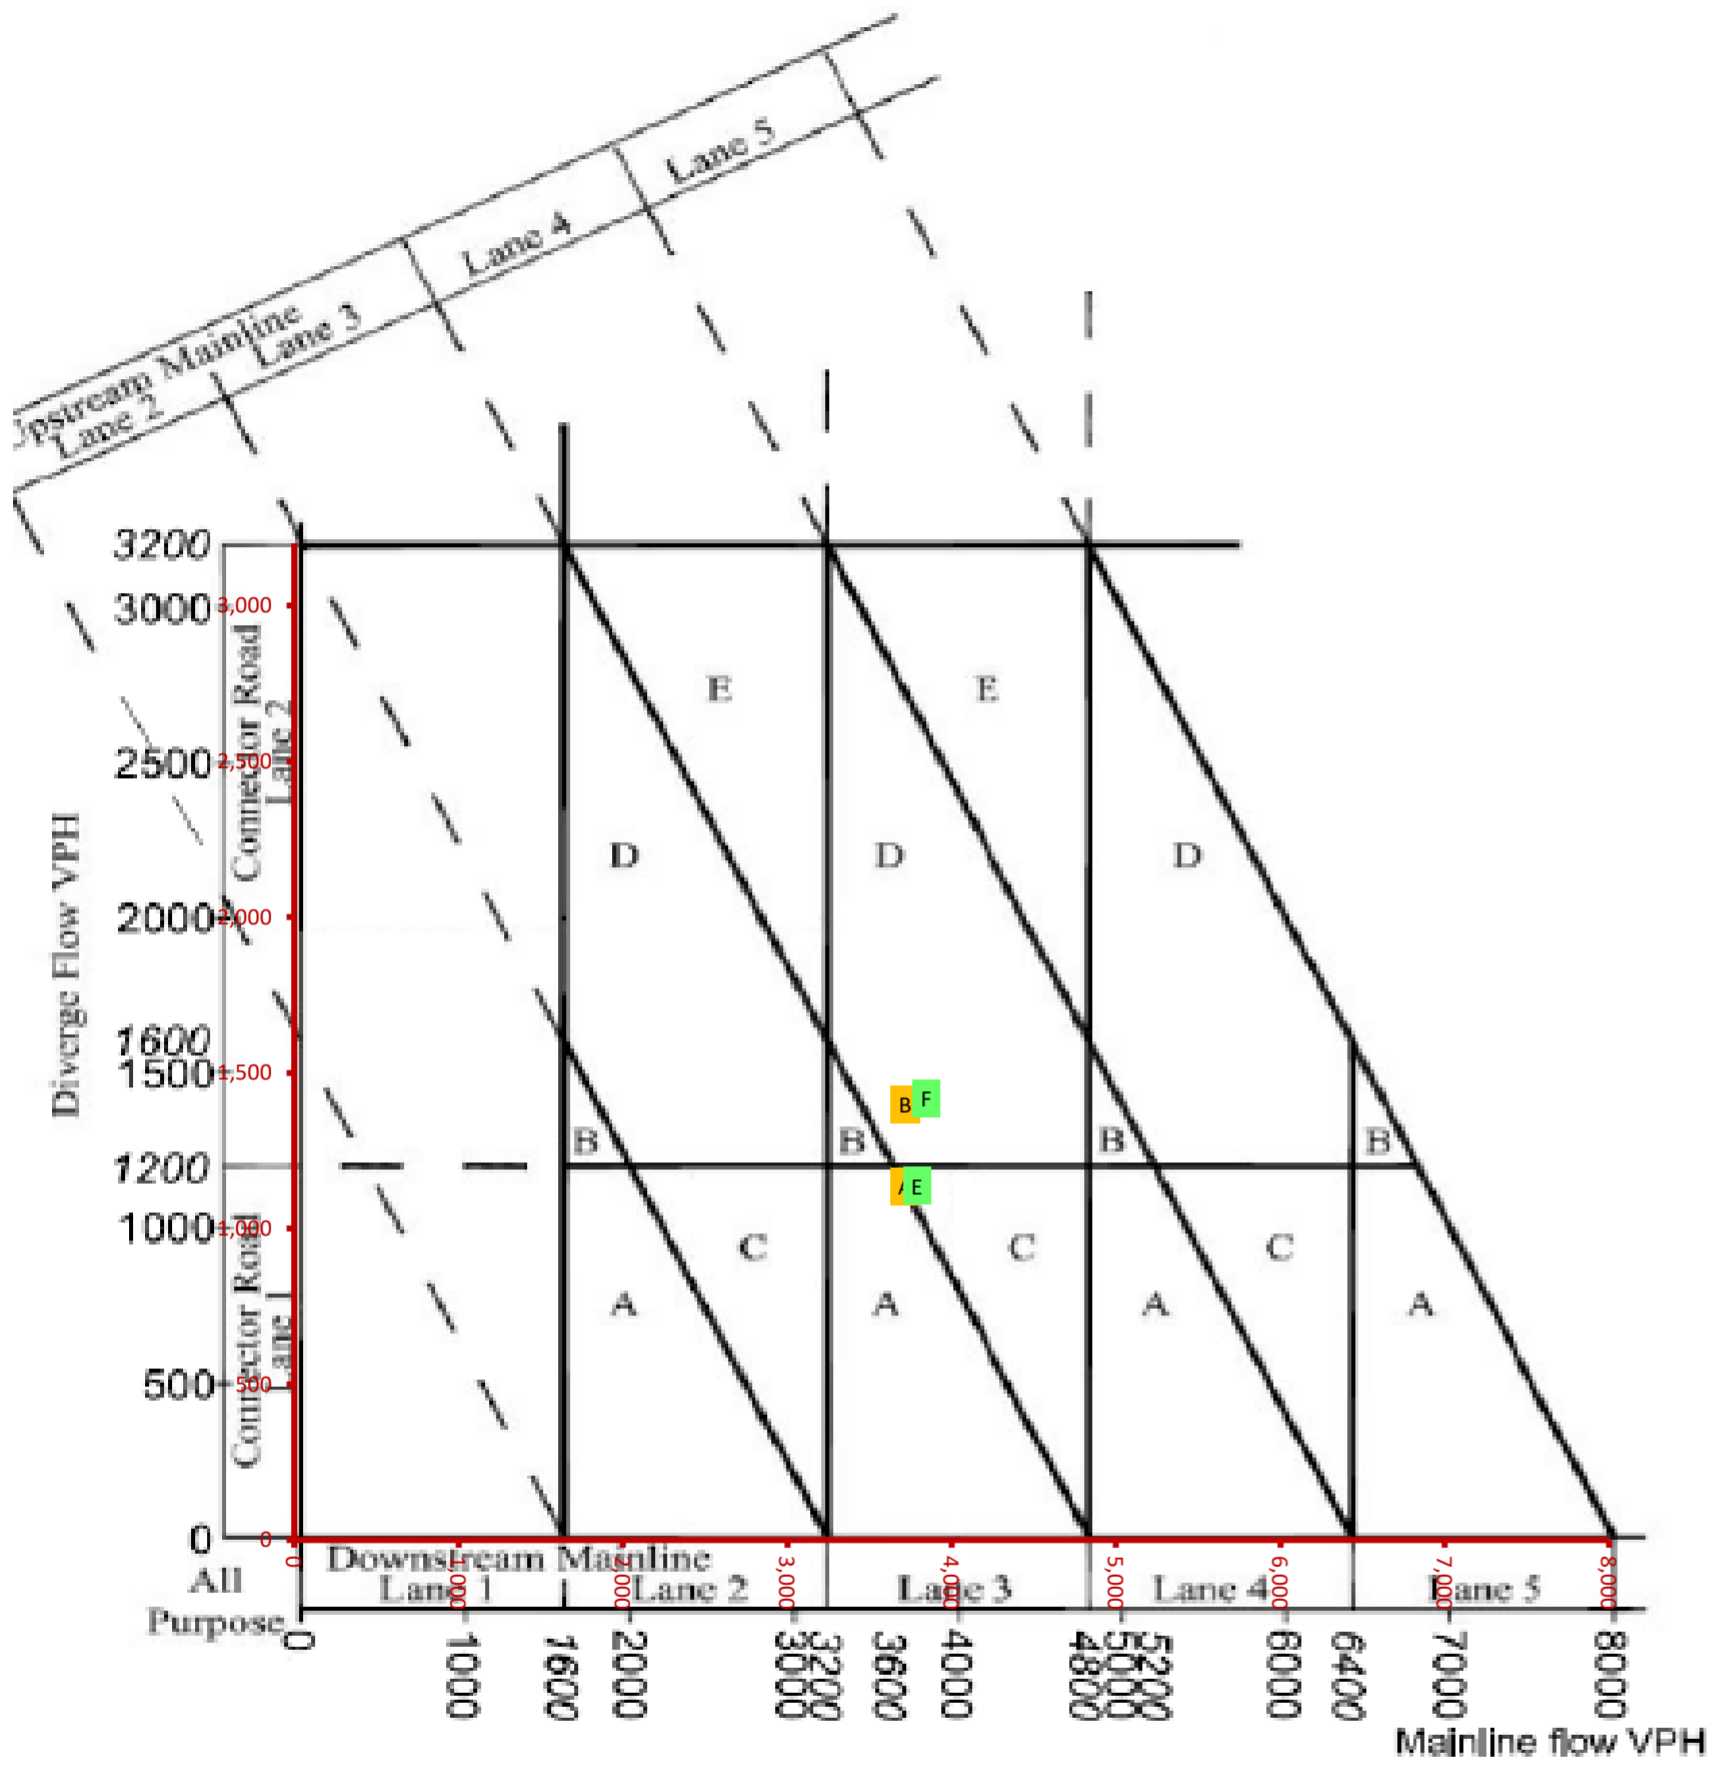 Lane 5
Lane 4
Upstream Mainline
Lane 3
Lane 2
3200
3000
3,000
Connector Road
Lane 2
E
E
2500
2,500
D
D
D
Diverge Flow VPH
2000
2,000
1600
1500
1,500
B
F
B
B
B
B
1200
A
E
1000
1,000
C
C
C
Connector Road
Lane 1
A
A
A
A
500
500
0
0
0
1,000
2,000
3,000
4,000
5,000
6,000
7,000
8,000
All
Purpose
Downstream Mainline
Lane 1
Lane 2
Lane 3
Lane 4
Lane 5
0
1000
1600
2000
3000
3200
3600
4000
4800
5000
5200
6000
6400
7000
8000
Mainline flow VPH